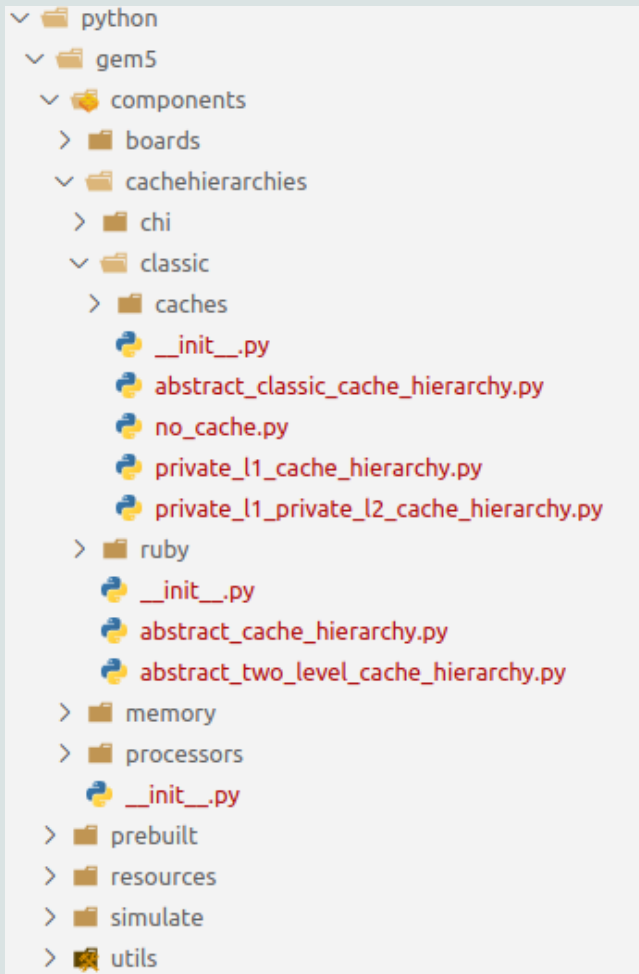 python
gem5
components
boards
cachehierarchies
chi
classic
caches
__init__.py
abstract_classic_cache_hierarchy.py
no_cache.py
private_l1_cache_hierarchy.py
private_l1_private_l2_cache_hierarchy.py
ruby
__init__.py
abstract_cache_hierarchy.py
abstract_two_level_cache_hierarchy.py
memory
processors
__init__.py
prebuilt
resources
simulate
utils